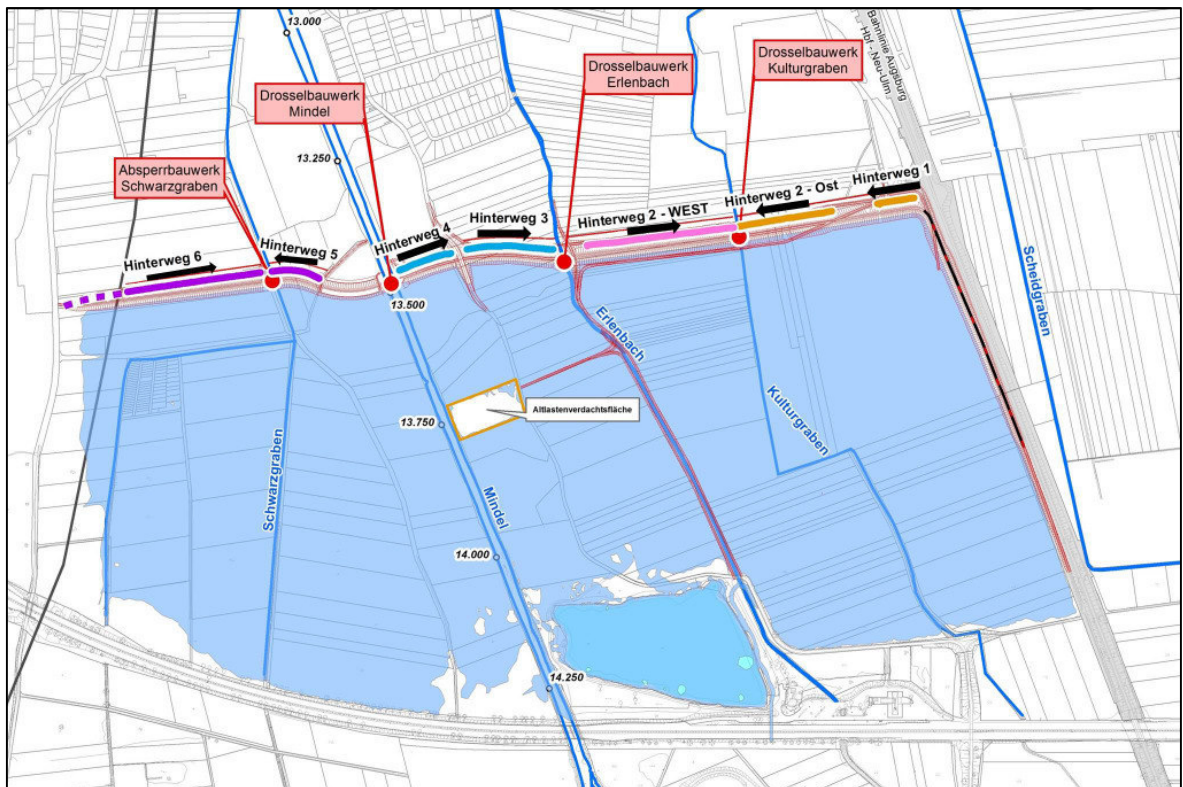 13.000
Bahnlinie Augsburg
Hbf - Neu-Ulm
Drosselbauwerk
Kulturgraben
Drosselbauwerk
Erlenbach
Drosselbauwerk
Mindel
13.250
Absperrbauwerk
Schwarzgraben
Hinterweg 1
Hinterweg 2 - Ost
Hinterweg 2 - WEST
Hinterweg 3
Hinterweg 4
Hinterweg 5
Hinterweg 6
Scheidgraben
13.500
Erlenbach
Altlastenverdachtsfläche
13.750
Kulturgraben
Schwarzgraben
Mindel
14.000
14.250